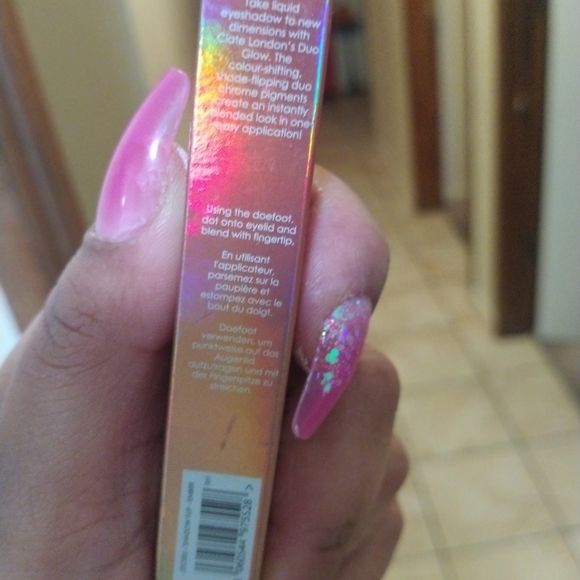 Take liquid
eyeshadow to new
dimensions with
Ciate London's Duo
Glow. The
colour-shifting,
shade-flipping duo
chrome pigments
create an instantly
blended look in one
easy application!
Using the doefoot,
dot onto eyelid and
blend with fingertip.
En utilisant
l'applicateur,
parsemez sur la
paupière et
estompez avec le
bout du doigt.
Doefoot
verwenden, um
punktweise auf das
Augenlid
aufzutragen und mit
der Fingerspitze zu
streichen.